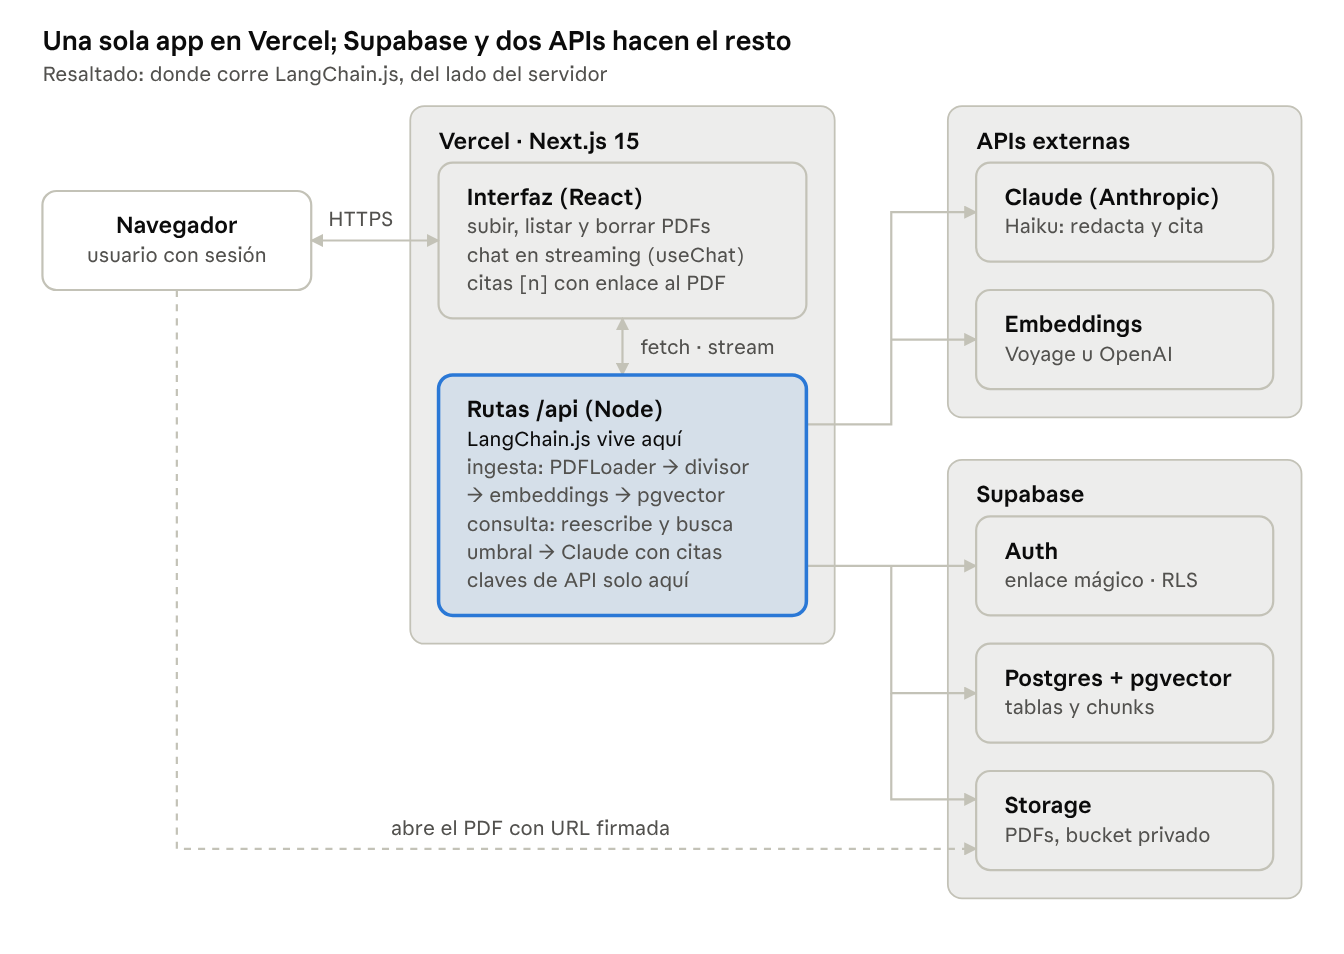 Una sola app en Vercel; Supabase y dos APIs hacen el resto
Resaltado: donde corre LangChain.js, del lado del servidor
Navegador
usuario con sesión
HTTPS
Vercel · Next.js 15
Interfaz (React)
subir, listar y borrar PDFs
chat en streaming (useChat)
citas [n] con enlace al PDF
fetch · stream
Rutas /api (Node)
LangChain.js vive aquí
ingesta: PDFLoader → divisor
→ embeddings → pgvector
consulta: reescribe y busca
umbral → Claude con citas
claves de API solo aquí
APIs externas
Claude (Anthropic)
Haiku: redacta y cita
Embeddings
Voyage u OpenAI
Supabase
Auth
enlace mágico · RLS
Postgres + pgvector
tablas y chunks
Storage
PDFs, bucket privado
abre el PDF con URL firmada